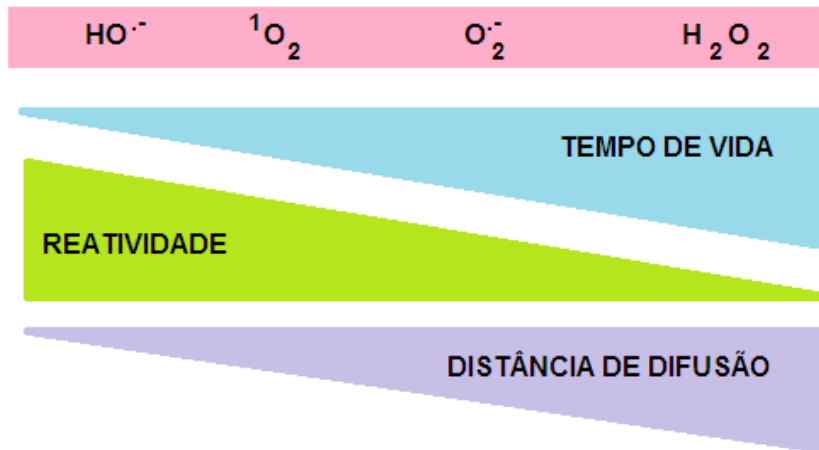 HO·- ¹O₂ O₂·- H₂O₂
TEMPO DE VIDA
REATIVIDADE
DISTÂNCIA DE DIFUSÃO